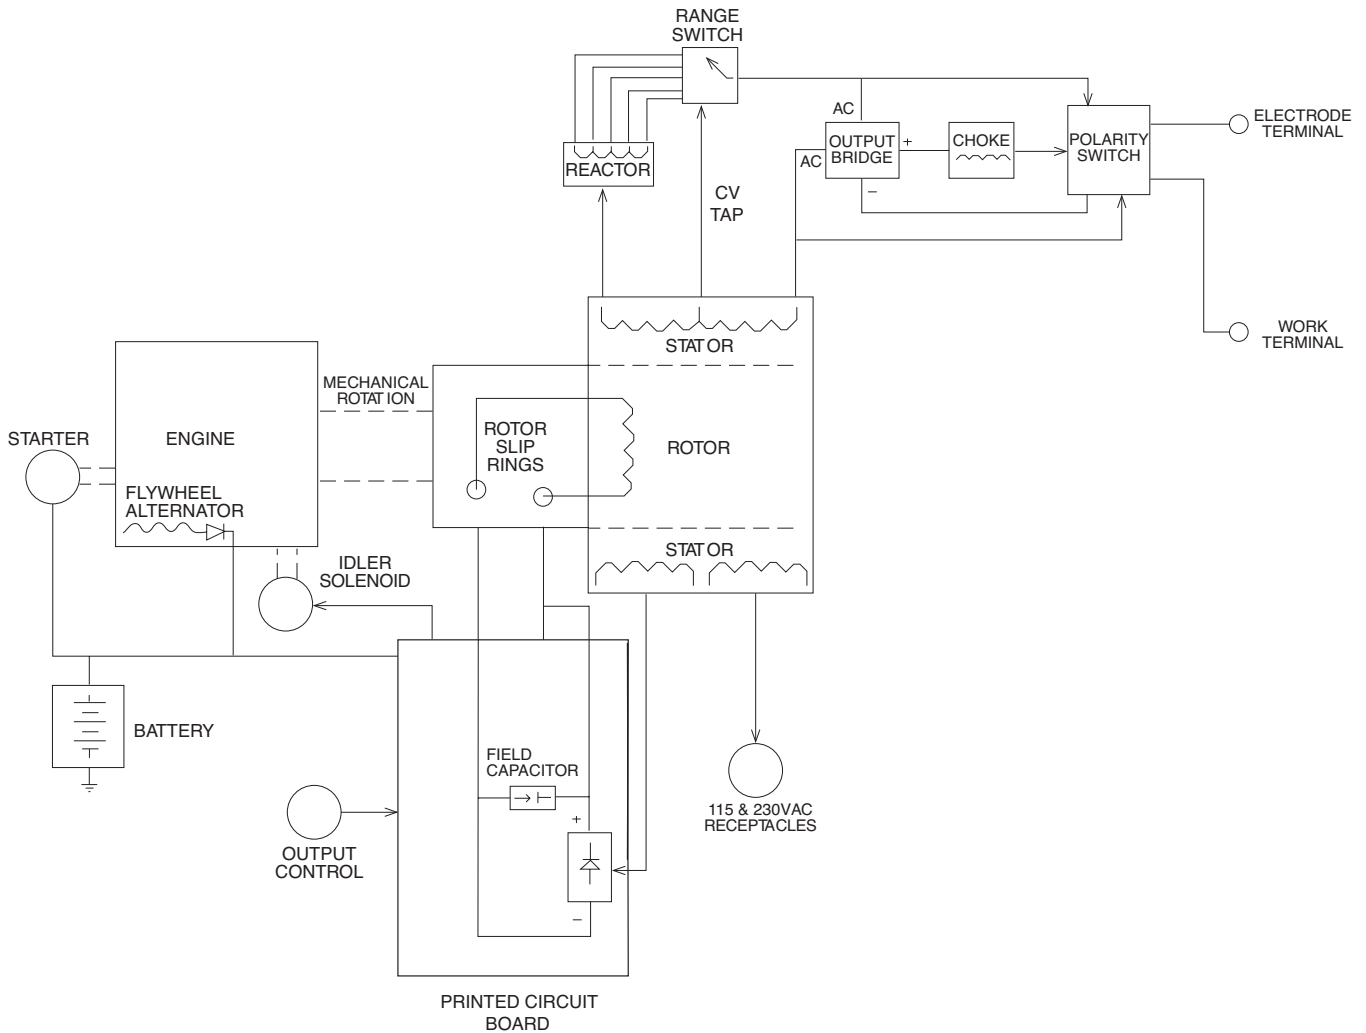 RANGE
SWITCH
AC
ELECTRODE
TERMINAL
OUTPUT
BRIDGE
+
CHOKE
POLARITY
SWITCH
AC
REACTOR
–
CV
TAP
WORK
TERMINAL
STATOR
MECHANICAL
ROTATION
STARTER
ENGINE
ROTOR
SLIP
RINGS
ROTOR
FLYWHEEL
ALTERNATOR
STATOR
IDLER
SOLENOID
BATTERY
FIELD
CAPACITOR
+
115 & 230VAC
RECEPTACLES
OUTPUT
CONTROL
–
PRINTED CIRCUIT
BOARD